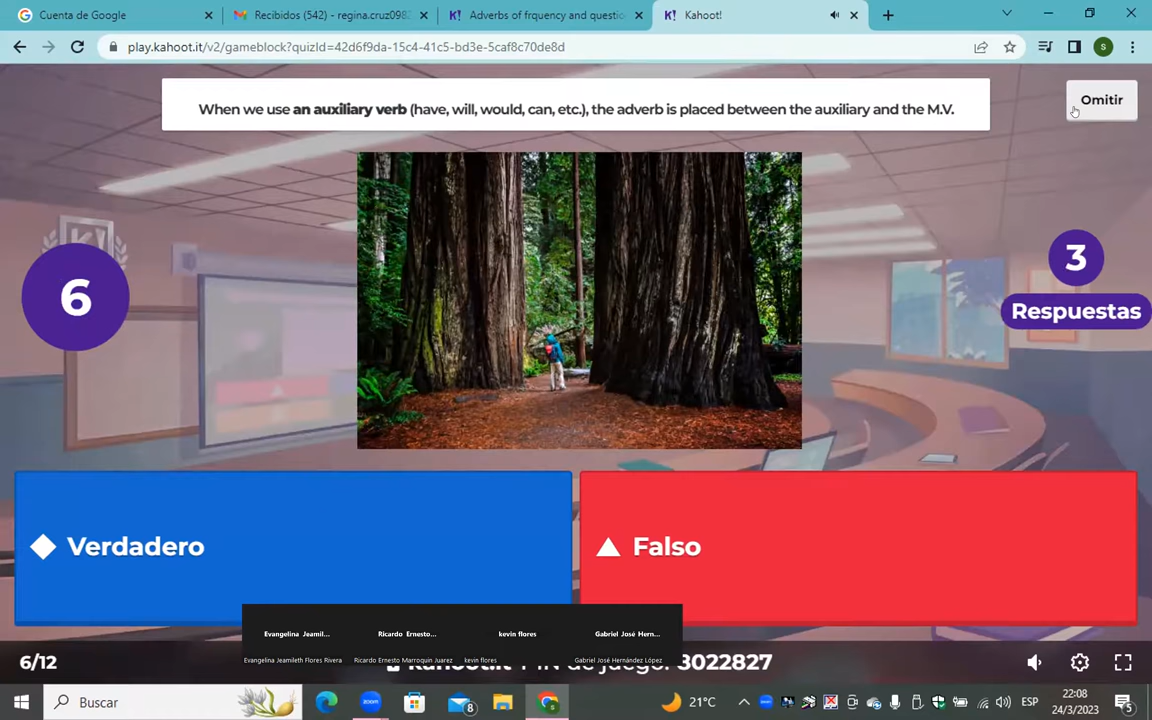 Cuenta de Google
Recibidos (542) - regina.cruz098
Adverbs of frquency and questio
Kahoot!
play.kahoot.it/v2/gameblock?quizId=42d6f9da-15c4-41c5-bd3e-5caf8c70de8d
S
When we use an auxiliary verb (have, will, would, can, etc.), the adverb is placed between the auxiliary and the M.V.
Omitir
6
3
Respuestas
Verdadero
Falso
Evangelina Jeamil...
Ricardo Ernesto...
kevin flores
Gabriel José Hern...
Evangelina Jeamileth Flores Rivera
Ricardo Ernesto Marroquin Juarez
kevin flores
Gabriel José Hernández López
6/12
3022827
Buscar
8
21°C
ESP
22:08
24/3/2023
5